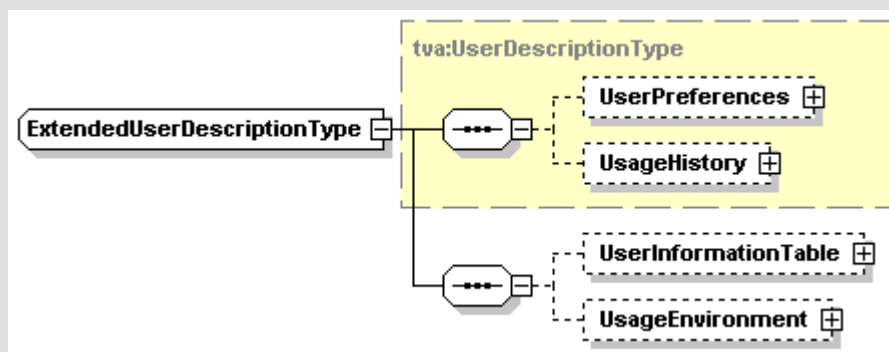 tva:UserDescriptionType
UserPreferences
ExtendedUserDescriptionType
UsageHistory
UserInformationTable
UsageEnvironment